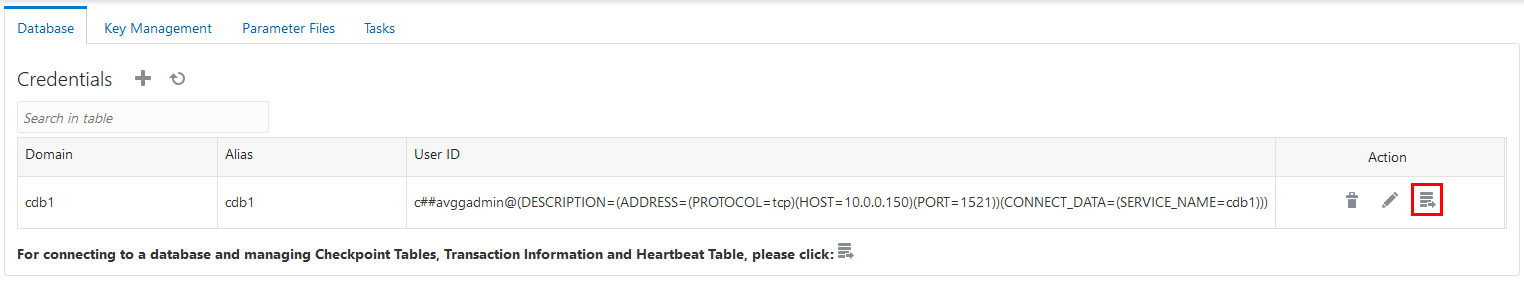 Database Key Management Parameter Files Tasks
Credentials
Search in table
Domain Alias User ID Action
cdb1 cdb1 c##avggadmin@(DESCRIPTION=(ADDRESS=(PROTOCOL=tcp)(HOST=10.0.0.150)(PORT=1521))(CONNECT_DATA=(SERVICE_NAME=cdb1)))
For connecting to a database and managing Checkpoint Tables, Transaction Information and Heartbeat Table, please click: